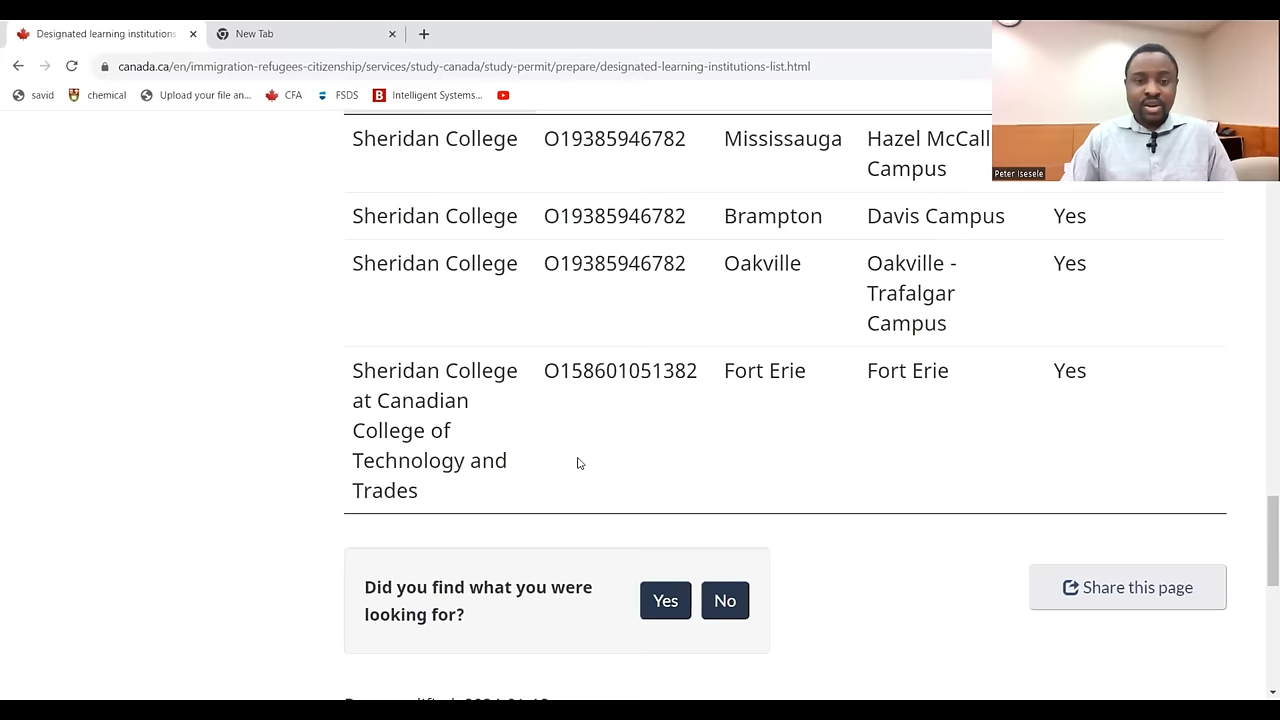 Designated learning institutions
New Tab
canada.ca/en/immigration-refugees-citizenship/services/study-canada/study-permit/prepare/designated-learning-institutions-list.html
savid chemical Upload your file an... CFA FSDS Intelligent Systems...
Sheridan College O19385946782 Mississauga Hazel McCall
Campus
Peter Isesele
Sheridan College O19385946782 Brampton Davis Campus Yes
Sheridan College O19385946782 Oakville Oakville - Yes
Trafalgar
Campus
Sheridan College O158601051382 Fort Erie Fort Erie Yes
at Canadian
College of
Technology and
Trades
Did you find what you were
looking for?
Yes No
Share this page